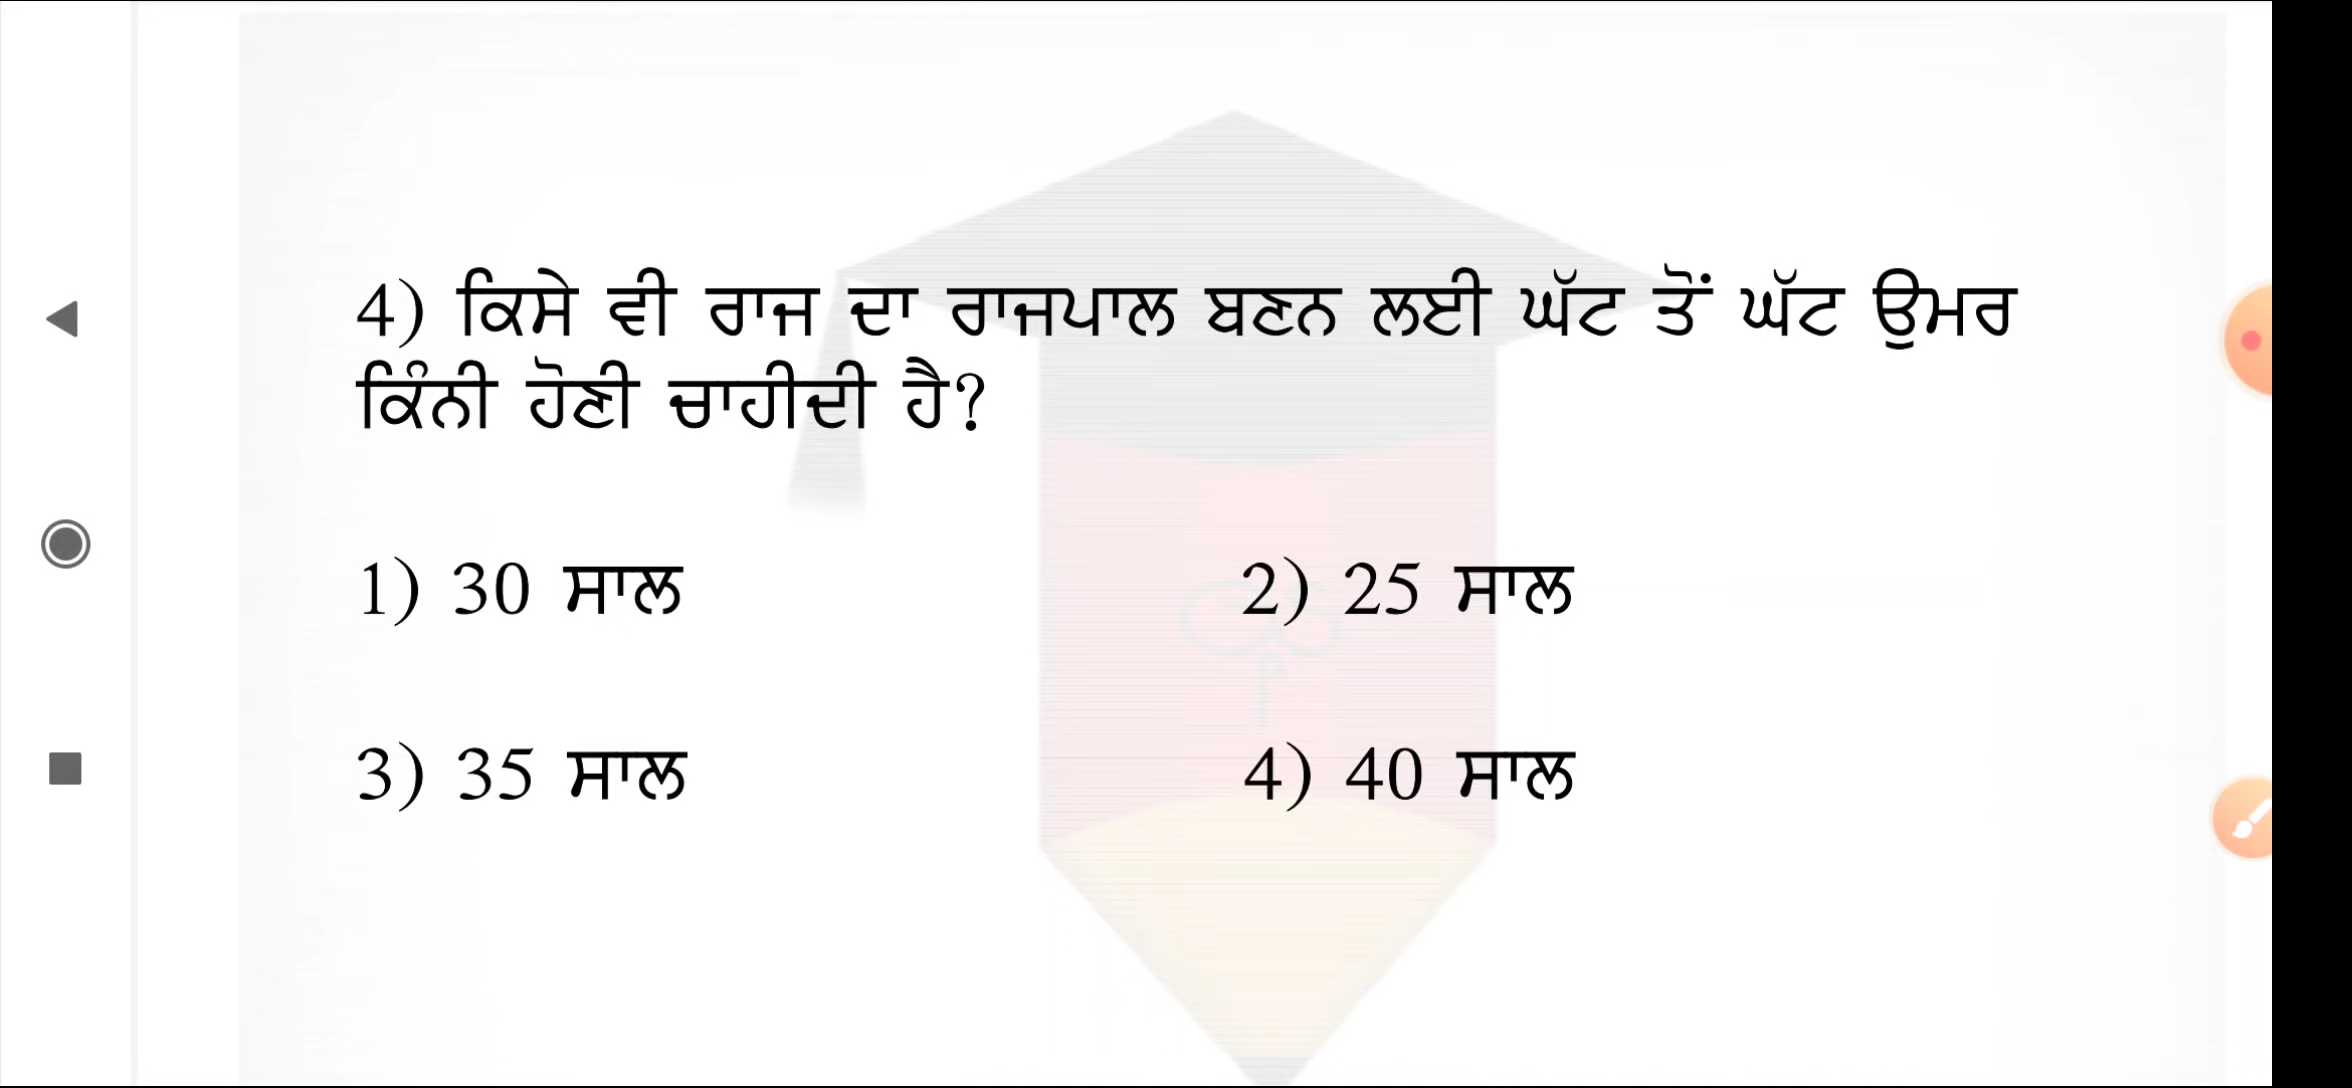 4) ਕਿਸੇ ਵੀ ਰਾਜ ਦਾ ਰਾਜਪਾਲ ਬਣਨ ਲਈ ਘੱਟ ਤੋਂ ਘੱਟ ਉਮਰ
ਕਿੰਨੀ ਹੋਣੀ ਚਾਹੀਦੀ ਹੈ?
1) 30 ਸਾਲ 2) 25 ਸਾਲ
3) 35 ਸਾਲ 4) 40 ਸਾਲ